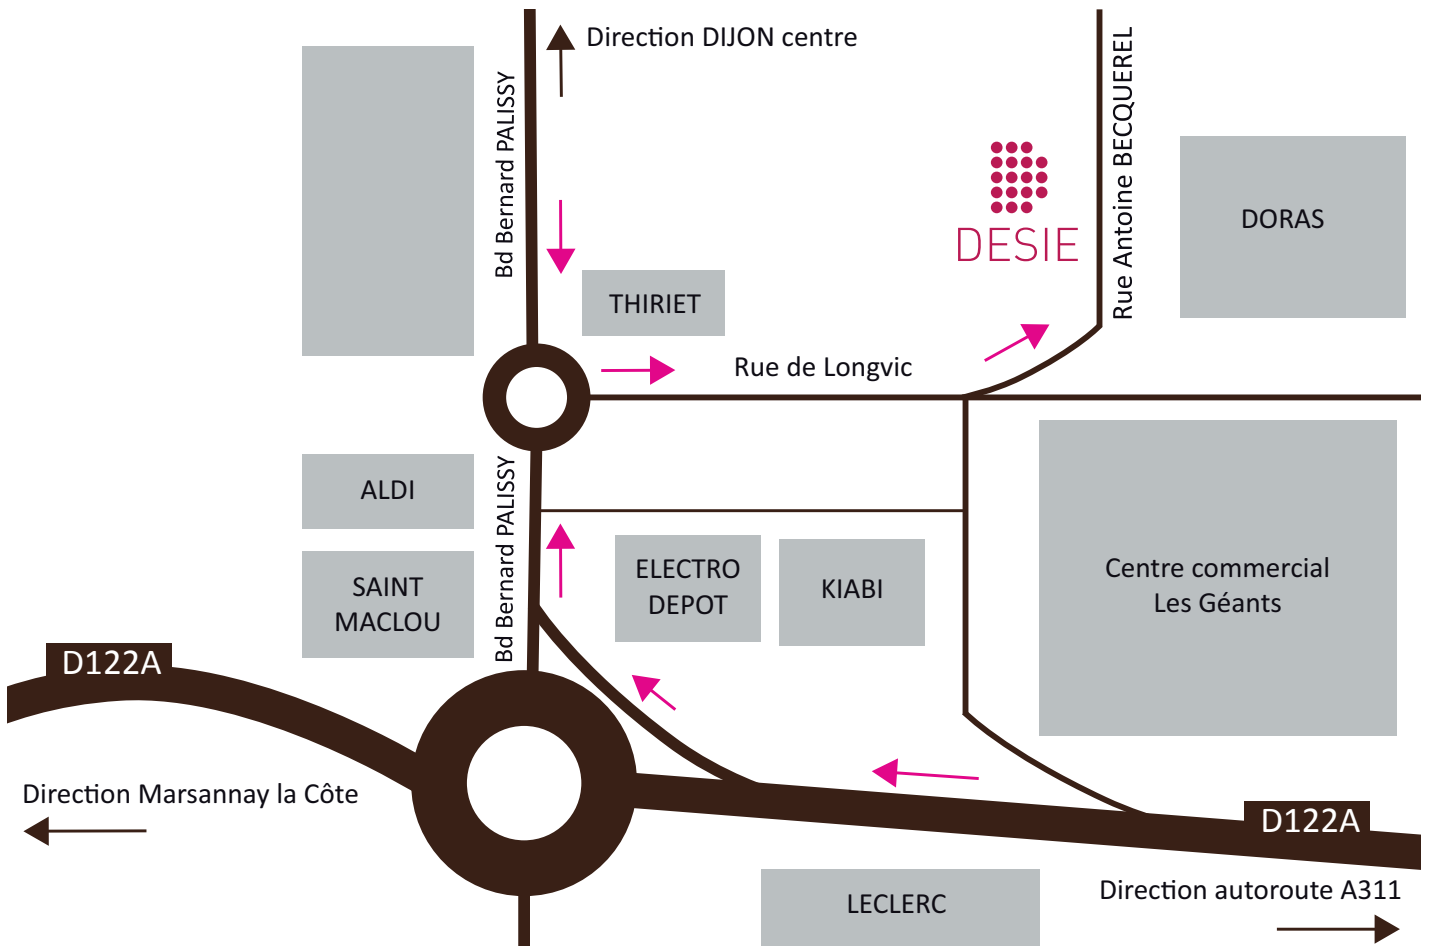 Direction DIJON centre
Bd Bernard PALISSY
Rue Antoine BECQUEREL
DESIE
DORAS
THIRIET
Rue de Longvic
ALDI
Bd Bernard PALISSY
SAINT
MACLOU
ELECTRO
DEPOT
KIABI
Centre commercial
Les Géants
D122A
Direction Marsannay la Côte
D122A
LECLERC
Direction autoroute A311